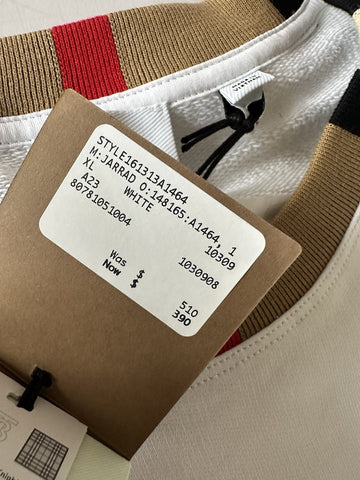 STYLE161313A1464
M:JARRAD O:148165:A1464, 1
XL 10309
A23 WHITE
80781051004 1030908
Was $ 510
Now $ 390